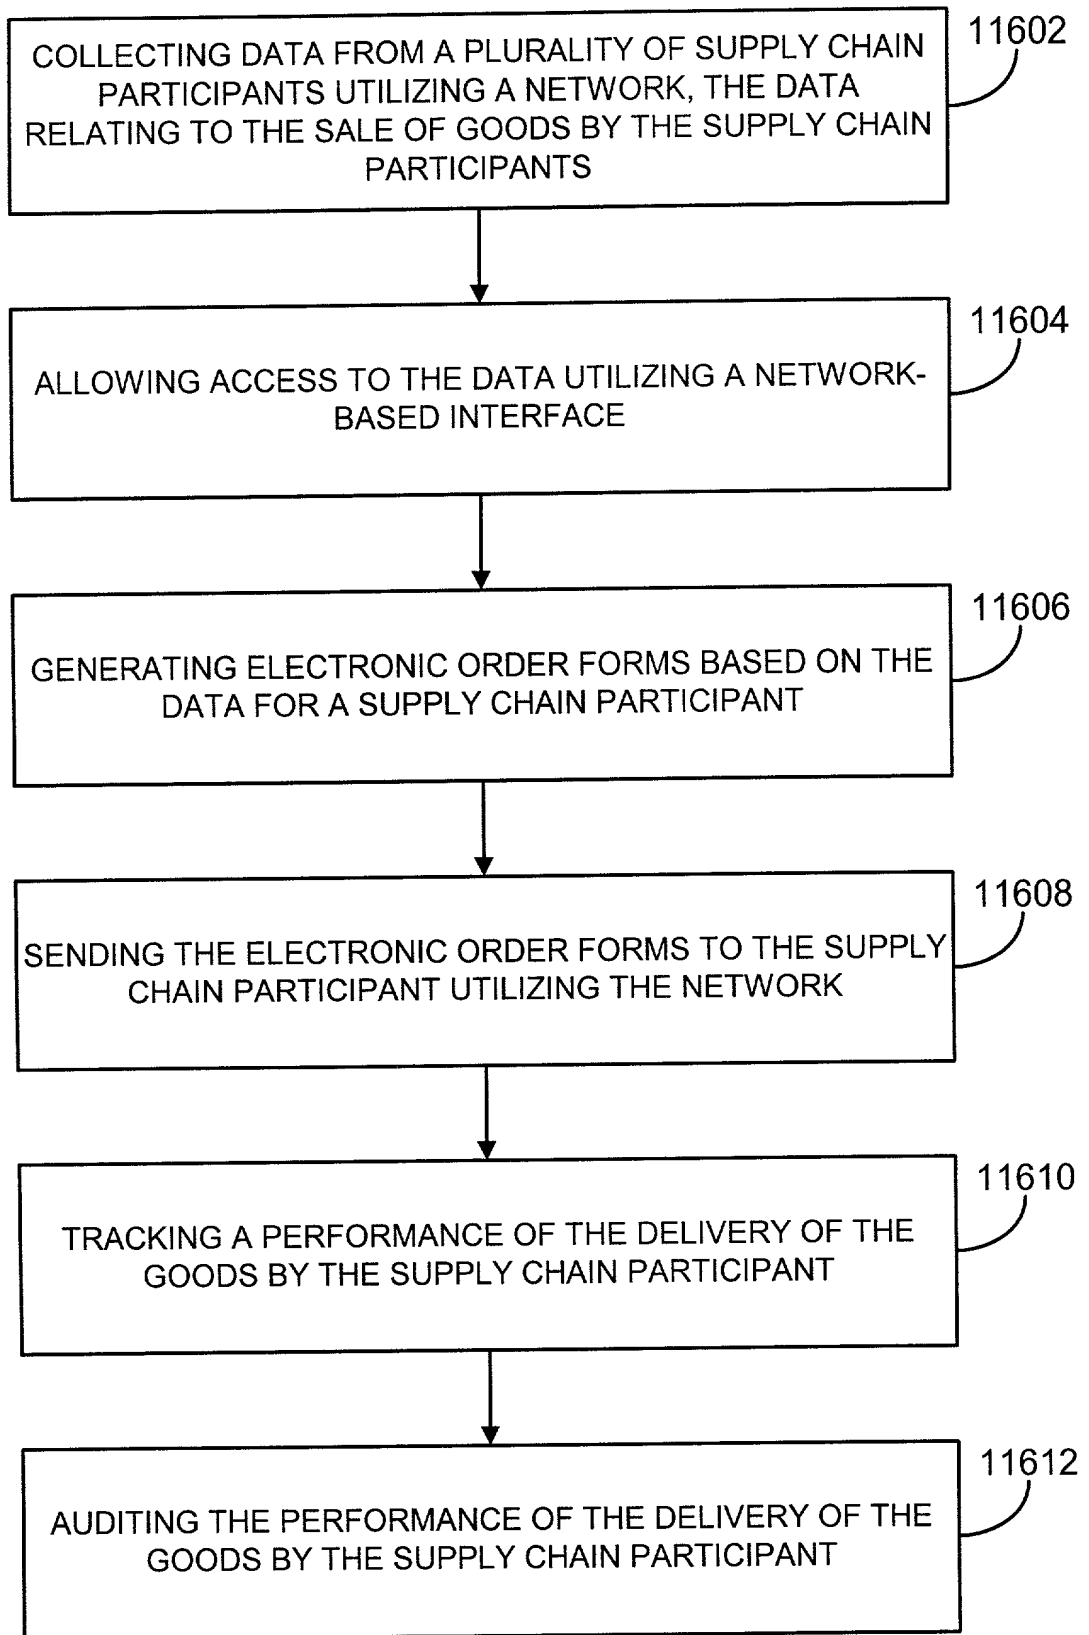 11602
COLLECTING DATA FROM A PLURALITY OF SUPPLY CHAIN
PARTICIPANTS UTILIZING A NETWORK, THE DATA
RELATING TO THE SALE OF GOODS BY THE SUPPLY CHAIN
PARTICIPANTS
11604
ALLOWING ACCESS TO THE DATA UTILIZING A NETWORK-
BASED INTERFACE
11606
GENERATING ELECTRONIC ORDER FORMS BASED ON THE
DATA FOR A SUPPLY CHAIN PARTICIPANT
11608
SENDING THE ELECTRONIC ORDER FORMS TO THE SUPPLY
CHAIN PARTICIPANT UTILIZING THE NETWORK
11610
TRACKING A PERFORMANCE OF THE DELIVERY OF THE
GOODS BY THE SUPPLY CHAIN PARTICIPANT
11612
AUDITING THE PERFORMANCE OF THE DELIVERY OF THE
GOODS BY THE SUPPLY CHAIN PARTICIPANT